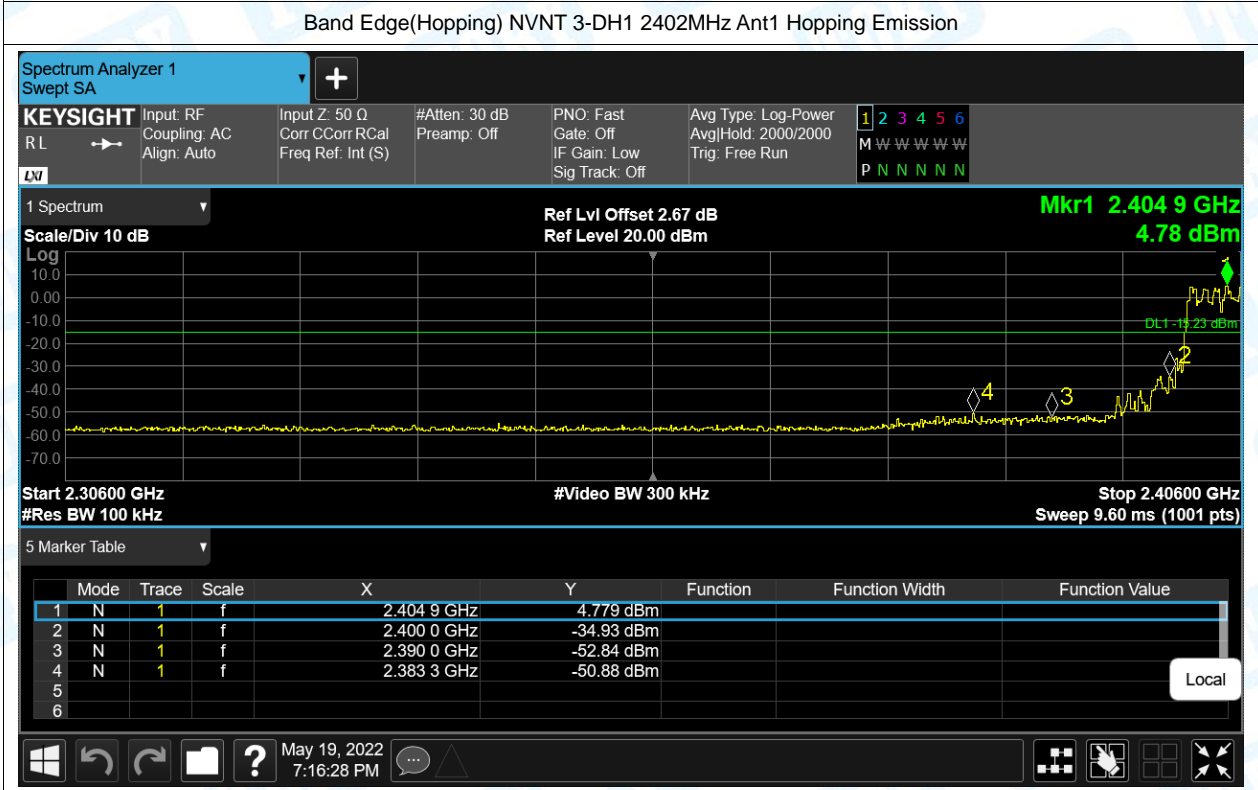 Band Edge(Hopping) NVNT 3-DH1 2402MHz Ant1 Hopping Emission
Spectrum Analyzer 1
Swept SA
KEYSIGHT
RL
LXI
Input: RF
Coupling: AC
Align: Auto
Input Z: 50 Ω
Corr CCorr RCal
Freq Ref: Int (S)
#Atten: 30 dB
Preamp: Off
PNO: Fast
Gate: Off
IF Gain: Low
Sig Track: Off
Avg Type: Log-Power
Avg|Hold: 2000/2000
Trig: Free Run
1 2 3 4 5 6
M W W W W W
P N N N N N
1 Spectrum
Scale/Div 10 dB
Ref Lvl Offset 2.67 dB
Ref Level 20.00 dBm
Mkr1 2.404 9 GHz
4.78 dBm
Log
10.0
0.00
-10.0
-20.0
-30.0
-40.0
-50.0
-60.0
-70.0
1
DL1 -15.23 dBm
2
4
3
Start 2.30600 GHz
#Video BW 300 kHz
Stop 2.40600 GHz
#Res BW 100 kHz
Sweep 9.60 ms (1001 pts)
5 Marker Table
Mode Trace Scale X Y Function Function Width Function Value
1 N 1 f 2.404 9 GHz 4.779 dBm
2 N 1 f 2.400 0 GHz -34.93 dBm
3 N 1 f 2.390 0 GHz -52.84 dBm
4 N 1 f 2.383 3 GHz -50.88 dBm
5
6
Local
?
May 19, 2022
7:16:28 PM